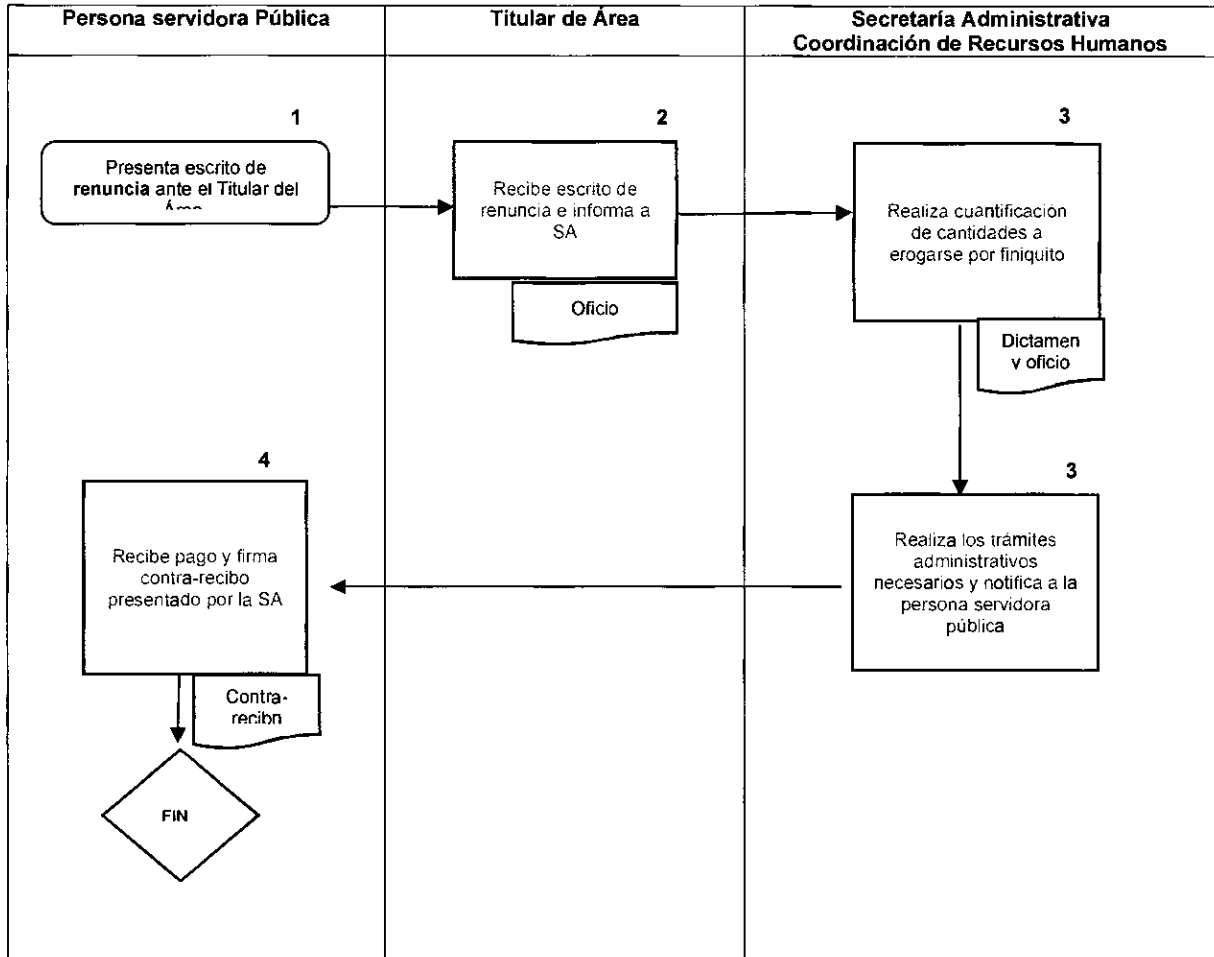 Persona servidora Pública
Titular de Área
Secretaría Administrativa
Coordinación de Recursos Humanos
1
Presenta escrito de
renuncia ante el Titular del
2
Recibe escrito de
renuncia e informa a
SA
Oficio
3
Realiza cuantificación
de cantidades a
erogarse por finiquito
Dictamen
y oficio
4
Recibe pago y firma
contra-recibo
presentado por la SA
Contra-
recibo
FIN
3
Realiza los trámites
administrativos
necesarios y notifica a la
persona servidora
pública